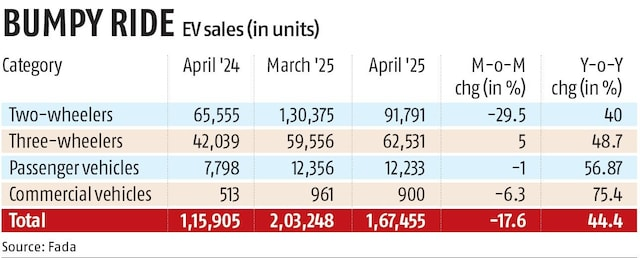 BUMPY RIDE EV sales (in units)
Category April '24 March '25 April '25 M-o-M Y-o-Y
chg (in %) chg (in %)
Two-wheelers 65,555 1,30,375 91,791 -29.5 40
Three-wheelers 42,039 59,556 62,531 5 48.7
Passenger vehicles 7,798 12,356 12,233 -1 56.87
Commercial vehicles 513 961 900 -6.3 75.4
Total 1,15,905 2,03,248 1,67,455 -17.6 44.4
Source: Fada